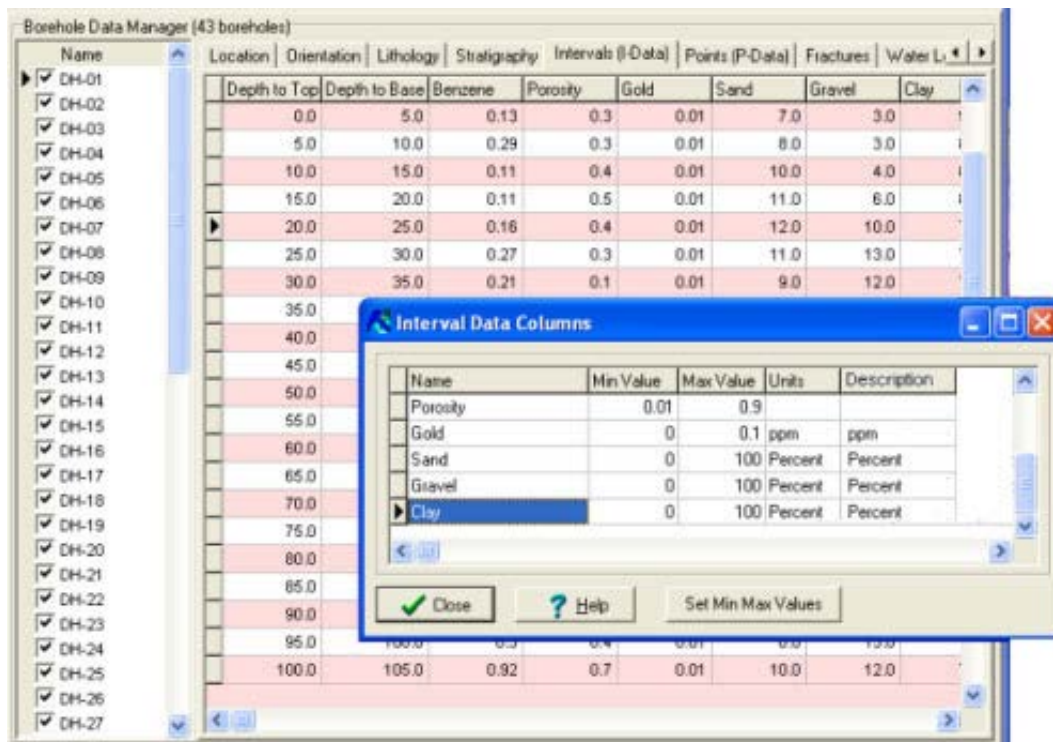 Borehole Data Manager (43 boreholes)
Name
DH-01
DH-02
DH-03
DH-04
DH-05
DH-06
DH-07
DH-08
DH-09
DH-10
DH-11
DH-12
DH-13
DH-14
DH-15
DH-16
DH-17
DH-18
DH-19
DH-20
DH-21
DH-22
DH-23
DH-24
DH-25
DH-26
DH-27
Location Orientation Lithology Stratigraphy Intervals (I-Data) Points (P-Data) Fractures Water L
Depth to Top Depth to Base Benzene Porosity Gold Sand Gravel Clay
0.0 5.0 0.13 0.3 0.01 7.0 3.0
5.0 10.0 0.29 0.3 0.01 8.0 3.0
10.0 15.0 0.11 0.4 0.01 10.0 4.0
15.0 20.0 0.11 0.5 0.01 11.0 6.0
20.0 25.0 0.16 0.4 0.01 12.0 10.0
25.0 30.0 0.27 0.3 0.01 11.0 13.0
30.0 35.0 0.21 0.1 0.01 9.0 12.0
35.0
40.0
45.0
50.0
55.0
60.0
65.0
70.0
75.0
80.0
85.0
90.0
95.0
100.0 105.0 0.92 0.7 0.01 10.0 12.0
Interval Data Columns
Name Min Value Max Value Units Description
Porosity 0.01 0.9
Gold 0 0.1 ppm ppm
Sand 0 100 Percent Percent
Gravel 0 100 Percent Percent
Clay 0 100 Percent Percent
Close ? Help Set Min Max Values